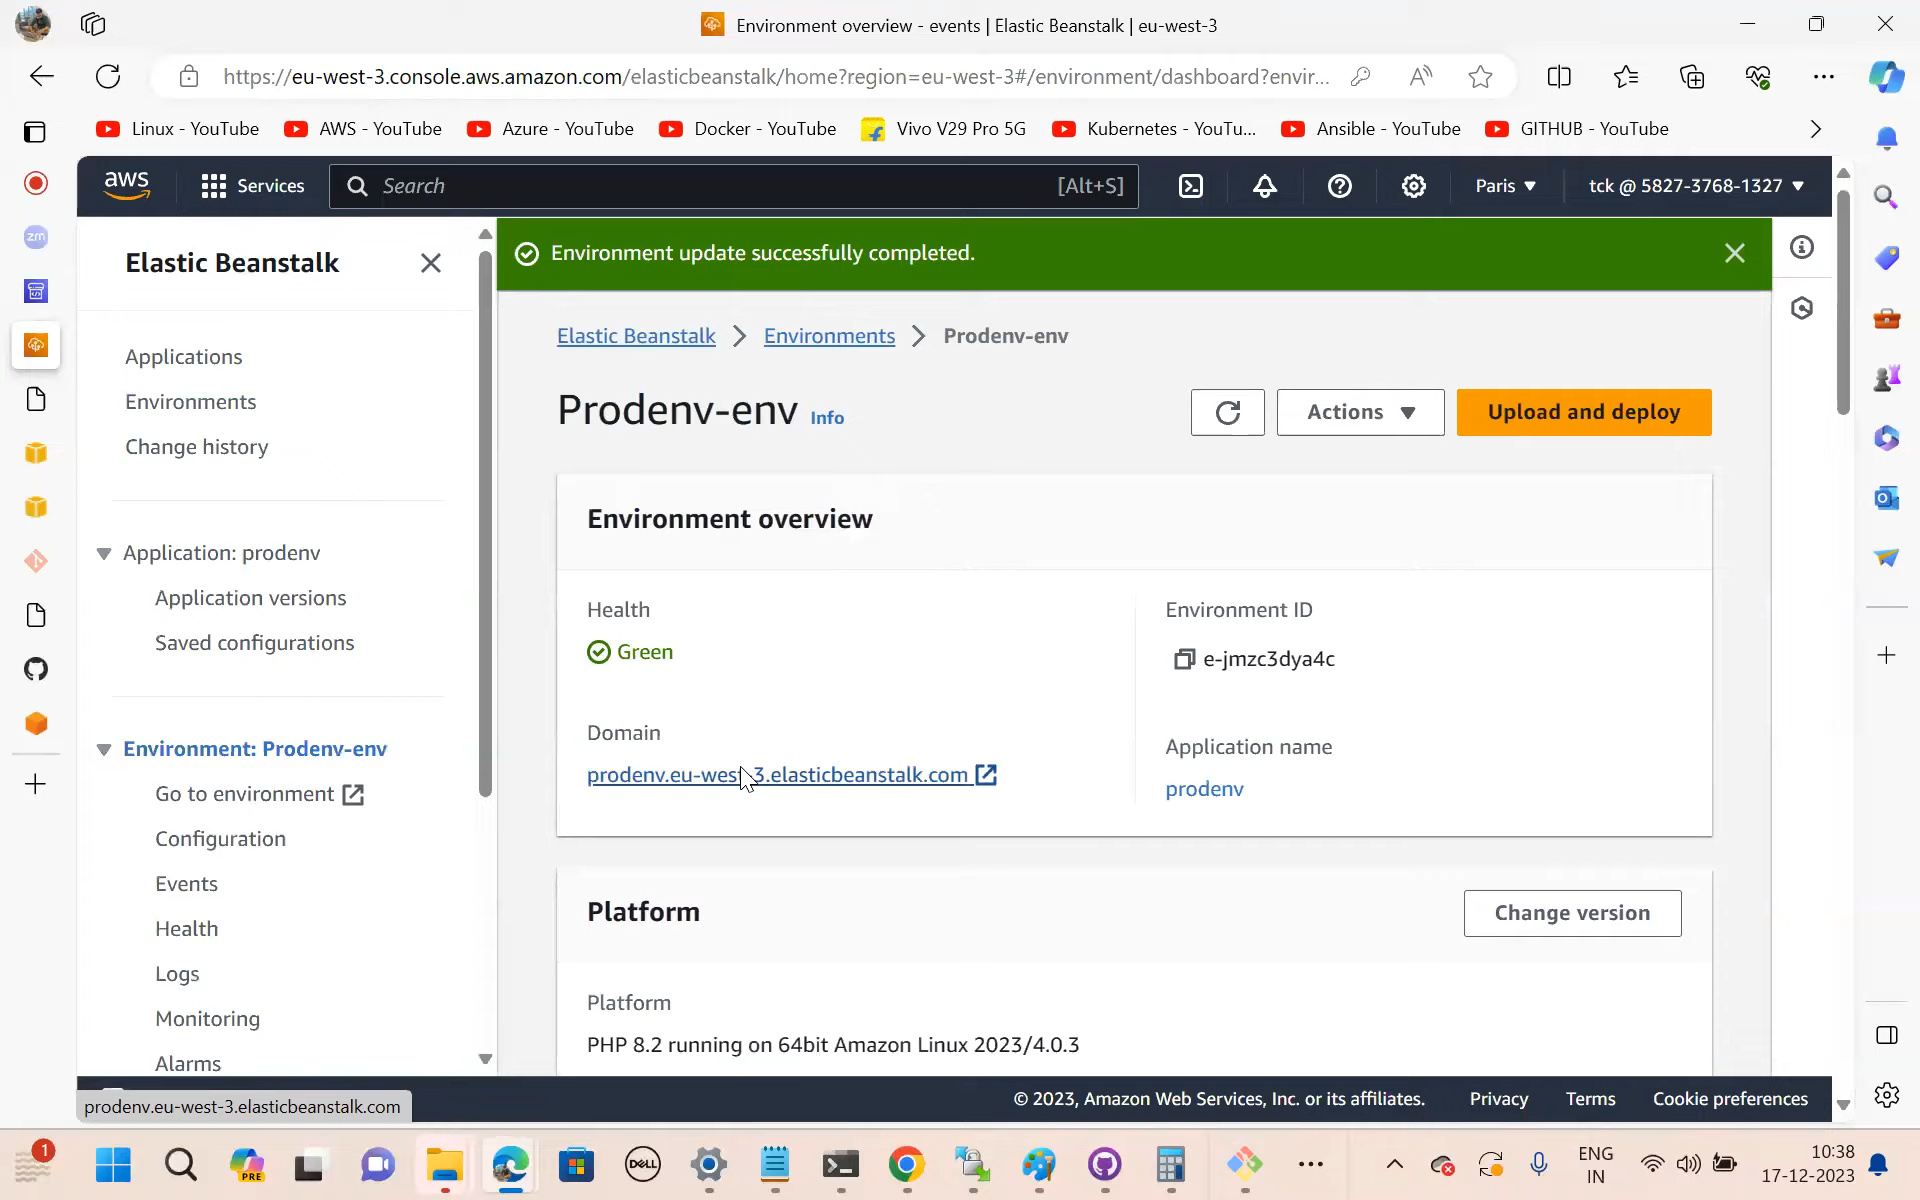 Environment overview - events | Elastic Beanstalk | eu-west-3
https://eu-west-3.console.aws.amazon.com/elasticbeanstalk/home?region=eu-west-3#/environment/dashboard?envir...
Linux - YouTube
AWS - YouTube
Azure - YouTube
Docker - YouTube
Vivo V29 Pro 5G
Kubernetes - YouTu...
Ansible - YouTube
GITHUB - YouTube
aws
Services
Search
[Alt+S]
Paris
tck @ 5827-3768-1327
zm
Elastic Beanstalk
Applications
Environments
Change history
Application: prodenv
Application versions
Saved configurations
Environment: Prodenv-env
Go to environment
Configuration
Events
Health
Logs
Monitoring
Alarms
Environment update successfully completed.
Elastic Beanstalk
Environments
Prodenv-env
Prodenv-env Info
Actions
Upload and deploy
Environment overview
Health
Green
Environment ID
e-jmzc3dya4c
Domain
prodenv.eu-west-3.elasticbeanstalk.com
Application name
prodenv
Platform
Change version
Platform
PHP 8.2 running on 64bit Amazon Linux 2023/4.0.3
prodenv.eu-west-3.elasticbeanstalk.com
© 2023, Amazon Web Services, Inc. or its affiliates.
Privacy
Terms
Cookie preferences
1
PRE
DELL
ENG
IN
10:38
17-12-2023